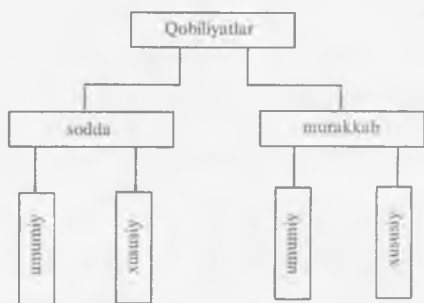 Qobiliyatlar
sodda
murakkab
umumiy
xususiy
umumiy
xususiy